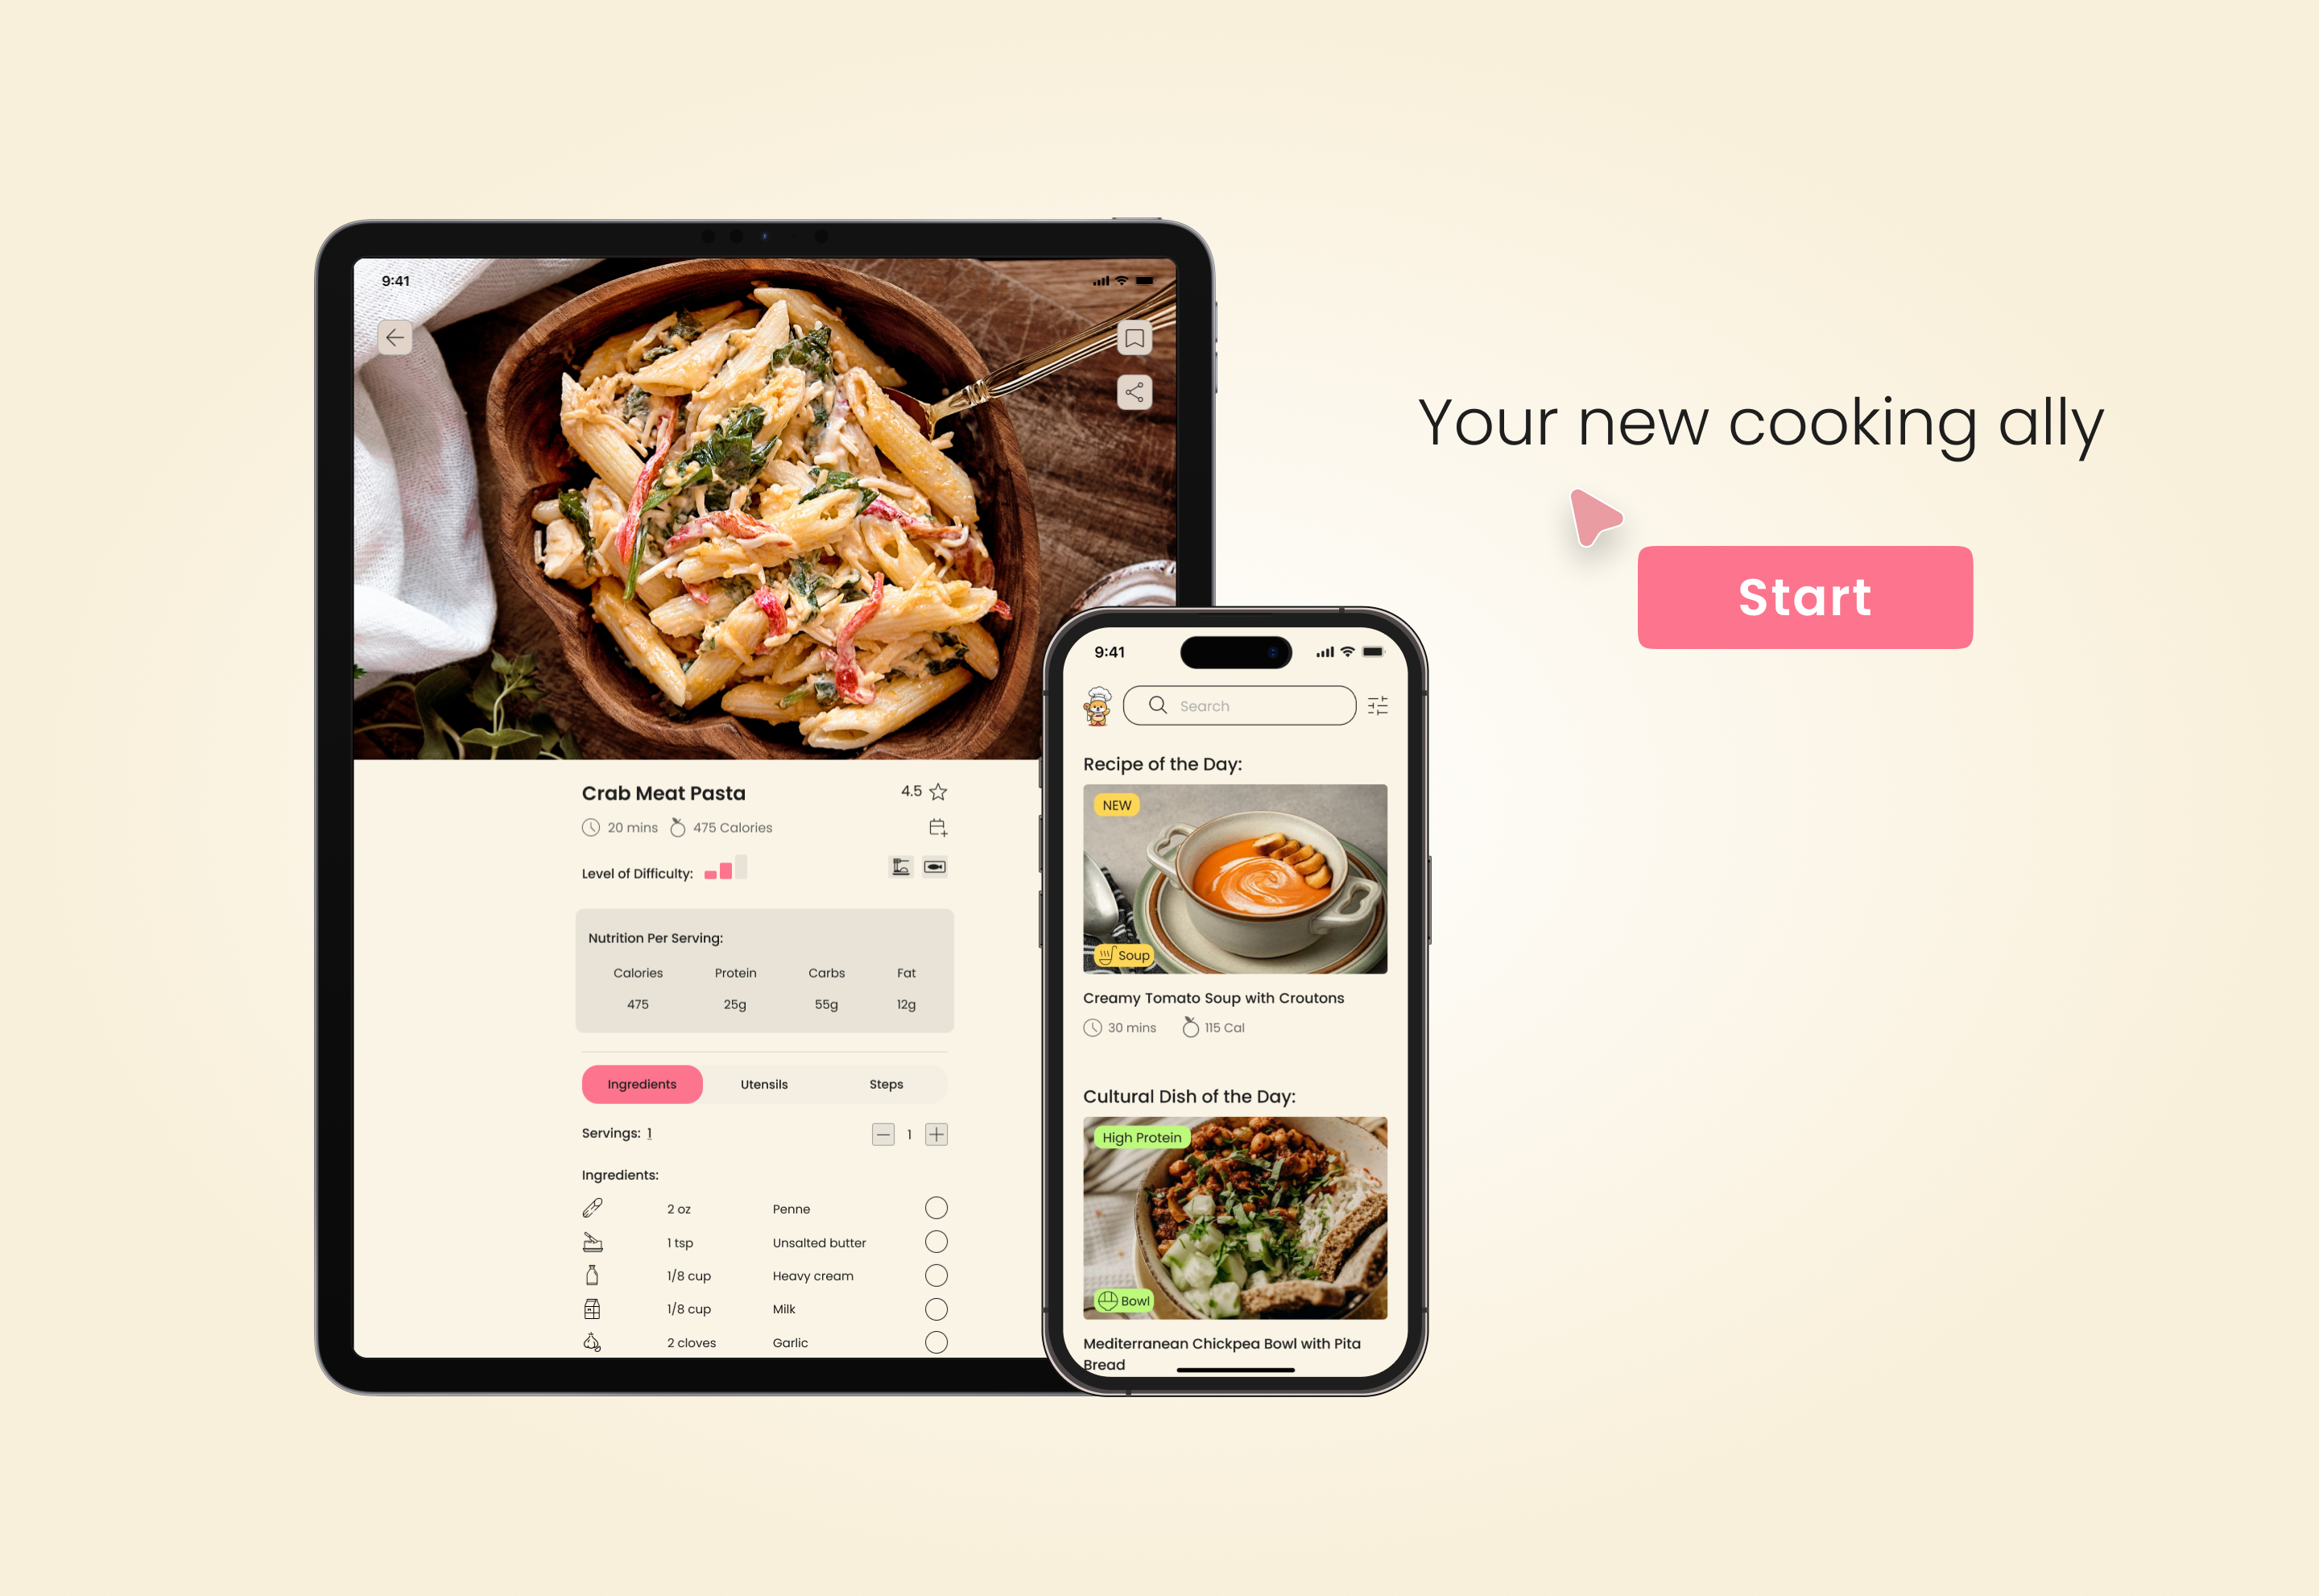 9:41
Crab Meat Pasta
4.5
20 mins 475 Calories
Level of Difficulty:
Nutrition Per Serving:
Calories Protein Carbs Fat
475 25g 55g 12g
Ingredients Utensils Steps
Servings: 1
1
Ingredients:
2 oz Penne
1 tsp Unsalted butter
1/8 cup Heavy cream
1/8 cup Milk
2 cloves Garlic
9:41
Search
Recipe of the Day:
NEW
Soup
Creamy Tomato Soup with Croutons
30 mins 115 Cal
Cultural Dish of the Day:
High Protein
Bowl
Mediterranean Chickpea Bowl with Pita
Bread
Your new cooking ally
Start